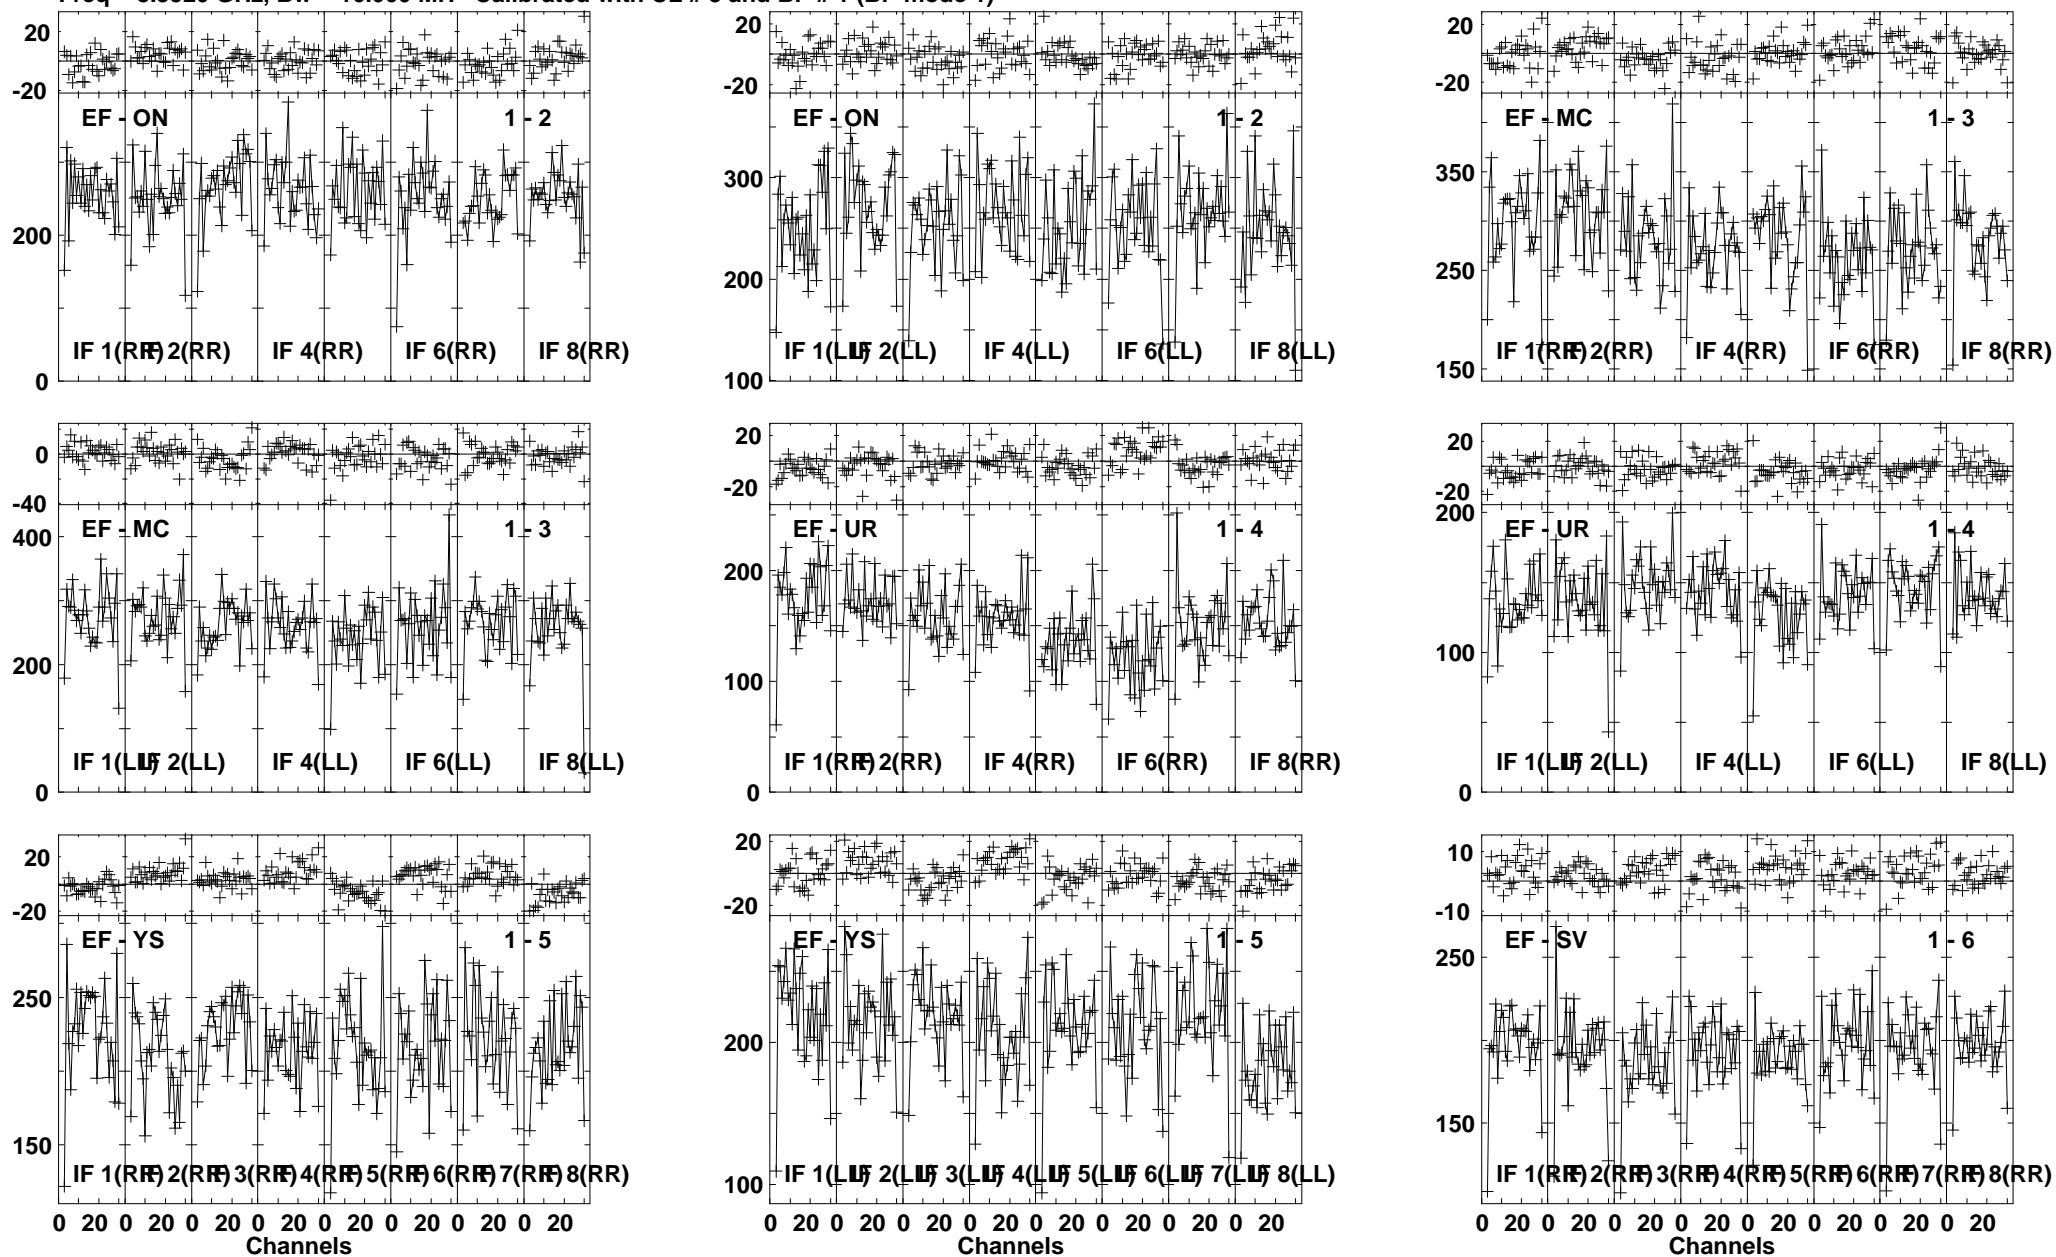 20
-20
EF - ON 1 - 2
200
0
IF 1(RR) IF 2(RR) IF 4(RR) IF 6(RR) IF 8(RR)
20
-20
EF - ON 1 - 2
300
200
100
IF 1(LL) IF 2(LL) IF 4(LL) IF 6(LL) IF 8(LL)
20
-20
EF - MC 1 - 3
350
250
150
IF 1(RR) IF 2(RR) IF 4(RR) IF 6(RR) IF 8(RR)
0
-40
EF - MC 1 - 3
400
200
0
IF 1(LL) IF 2(LL) IF 4(LL) IF 6(LL) IF 8(LL)
20
-20
EF - UR 1 - 4
200
100
0
IF 1(RR) IF 2(RR) IF 4(RR) IF 6(RR) IF 8(RR)
20
-20
EF - UR 1 - 4
200
100
0
IF 1(LL) IF 2(LL) IF 4(LL) IF 6(LL) IF 8(LL)
20
-20
EF - YS 1 - 5
250
150
IF 1(RR) IF 2(RR) IF 3(RR) IF 4(RR) IF 5(RR) IF 6(RR) IF 7(RR) IF 8(RR)
0 20 0 20 0 20 0 20 0 20 0 20 0 20 0 20
Channels
20
-20
EF - YS 1 - 5
200
100
IF 1(LL) IF 2(LL) IF 3(LL) IF 4(LL) IF 5(LL) IF 6(LL) IF 7(LL) IF 8(LL)
0 20 0 20 0 20 0 20 0 20 0 20 0 20 0 20
Channels
10
-10
EF - SV 1 - 6
250
150
IF 1(RR) IF 2(RR) IF 3(RR) IF 4(RR) IF 5(RR) IF 6(RR) IF 7(RR) IF 8(RR)
0 20 0 20 0 20 0 20 0 20 0 20 0 20 0 20
Channels